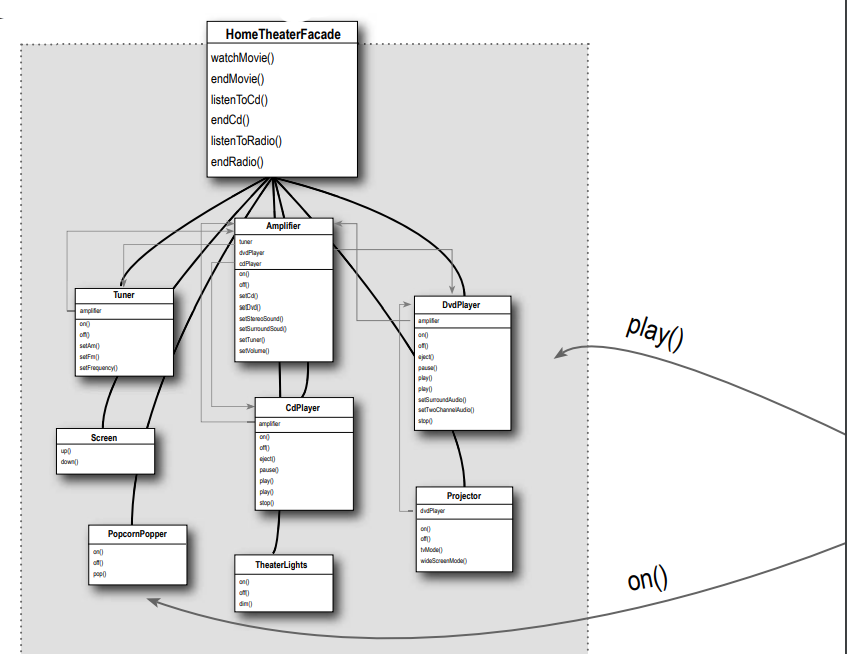 HomeTheaterFacade
watchMovie()
endMovie()
listenToCd()
endCd()
listenToRadio()
endRadio()
Amplifier
tuner
dvdPlayer
cdPlayer
on()
off()
setCd()
setDvd()
setStereoSound()
setSurroundSoud()
setTuner()
setVolume()
Tuner
amplifier
on()
off()
setAm()
setFm()
setFrequency()
DvdPlayer
amplifier
on()
off()
eject()
pause()
play()
play()
setSurroundAudio()
setTwoChannelAudio()
stop()
play()
Screen
up()
down()
CdPlayer
amplifier
on()
off()
eject()
pause()
play()
play()
stop()
Projector
dvdPlayer
on()
off()
tvMode()
wideScreenMode()
PopcornPopper
on()
off()
pop()
TheaterLights
on()
off()
dim()
on()